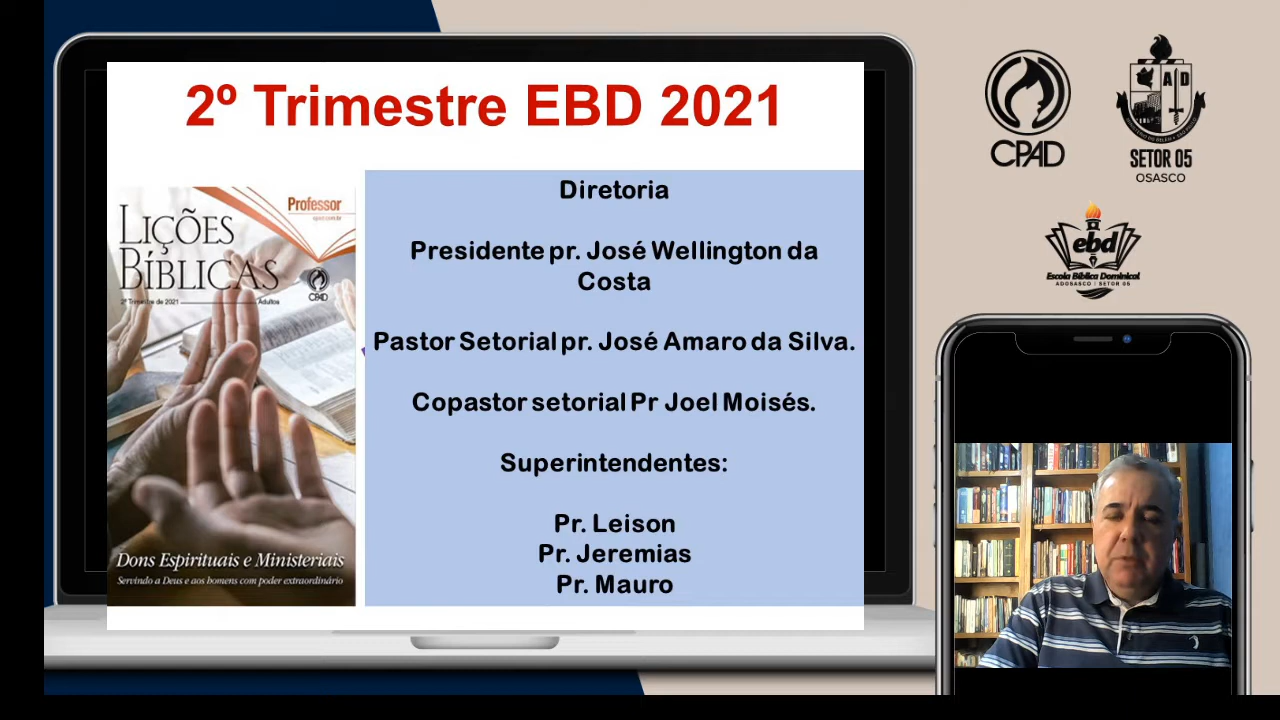 2º Trimestre EBD 2021
Professor
LIÇÕES
BÍBLICAS
2º Trimestre de 2021
Adultos
CPAD
Dons Espirituais e Ministeriais
Servindo a Deus e aos homens com poder extraordinário
Diretoria
Presidente pr. José Wellington da
Costa
Pastor Setorial pr. José Amaro da Silva.
Copastor setorial Pr Joel Moisés.
Superintendentes:
Pr. Leison
Pr. Jeremias
Pr. Mauro
CPAD
AD
SETOR 05
OSASCO
ebd
Escola Bíblica Dominical
ADOSASCO | SETOR 05